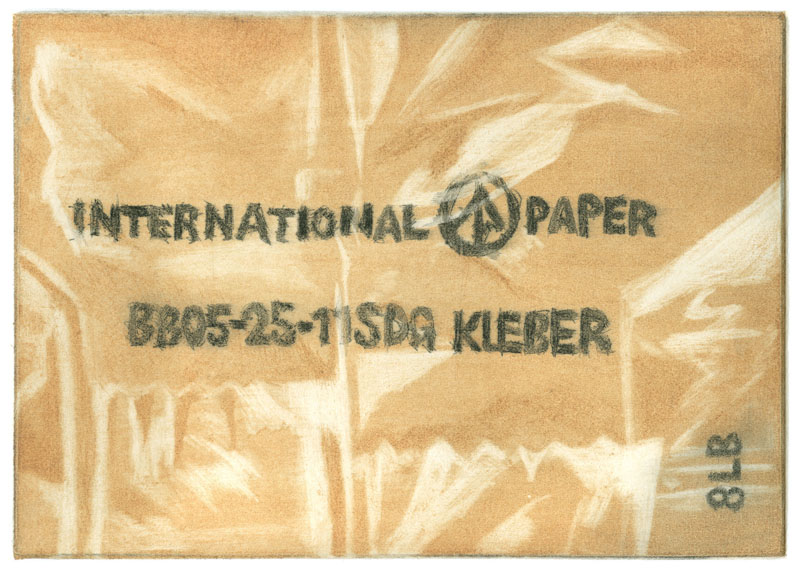 INTERNATIONAL PAPER
BB05-25-11SDG KLEBER
8LB